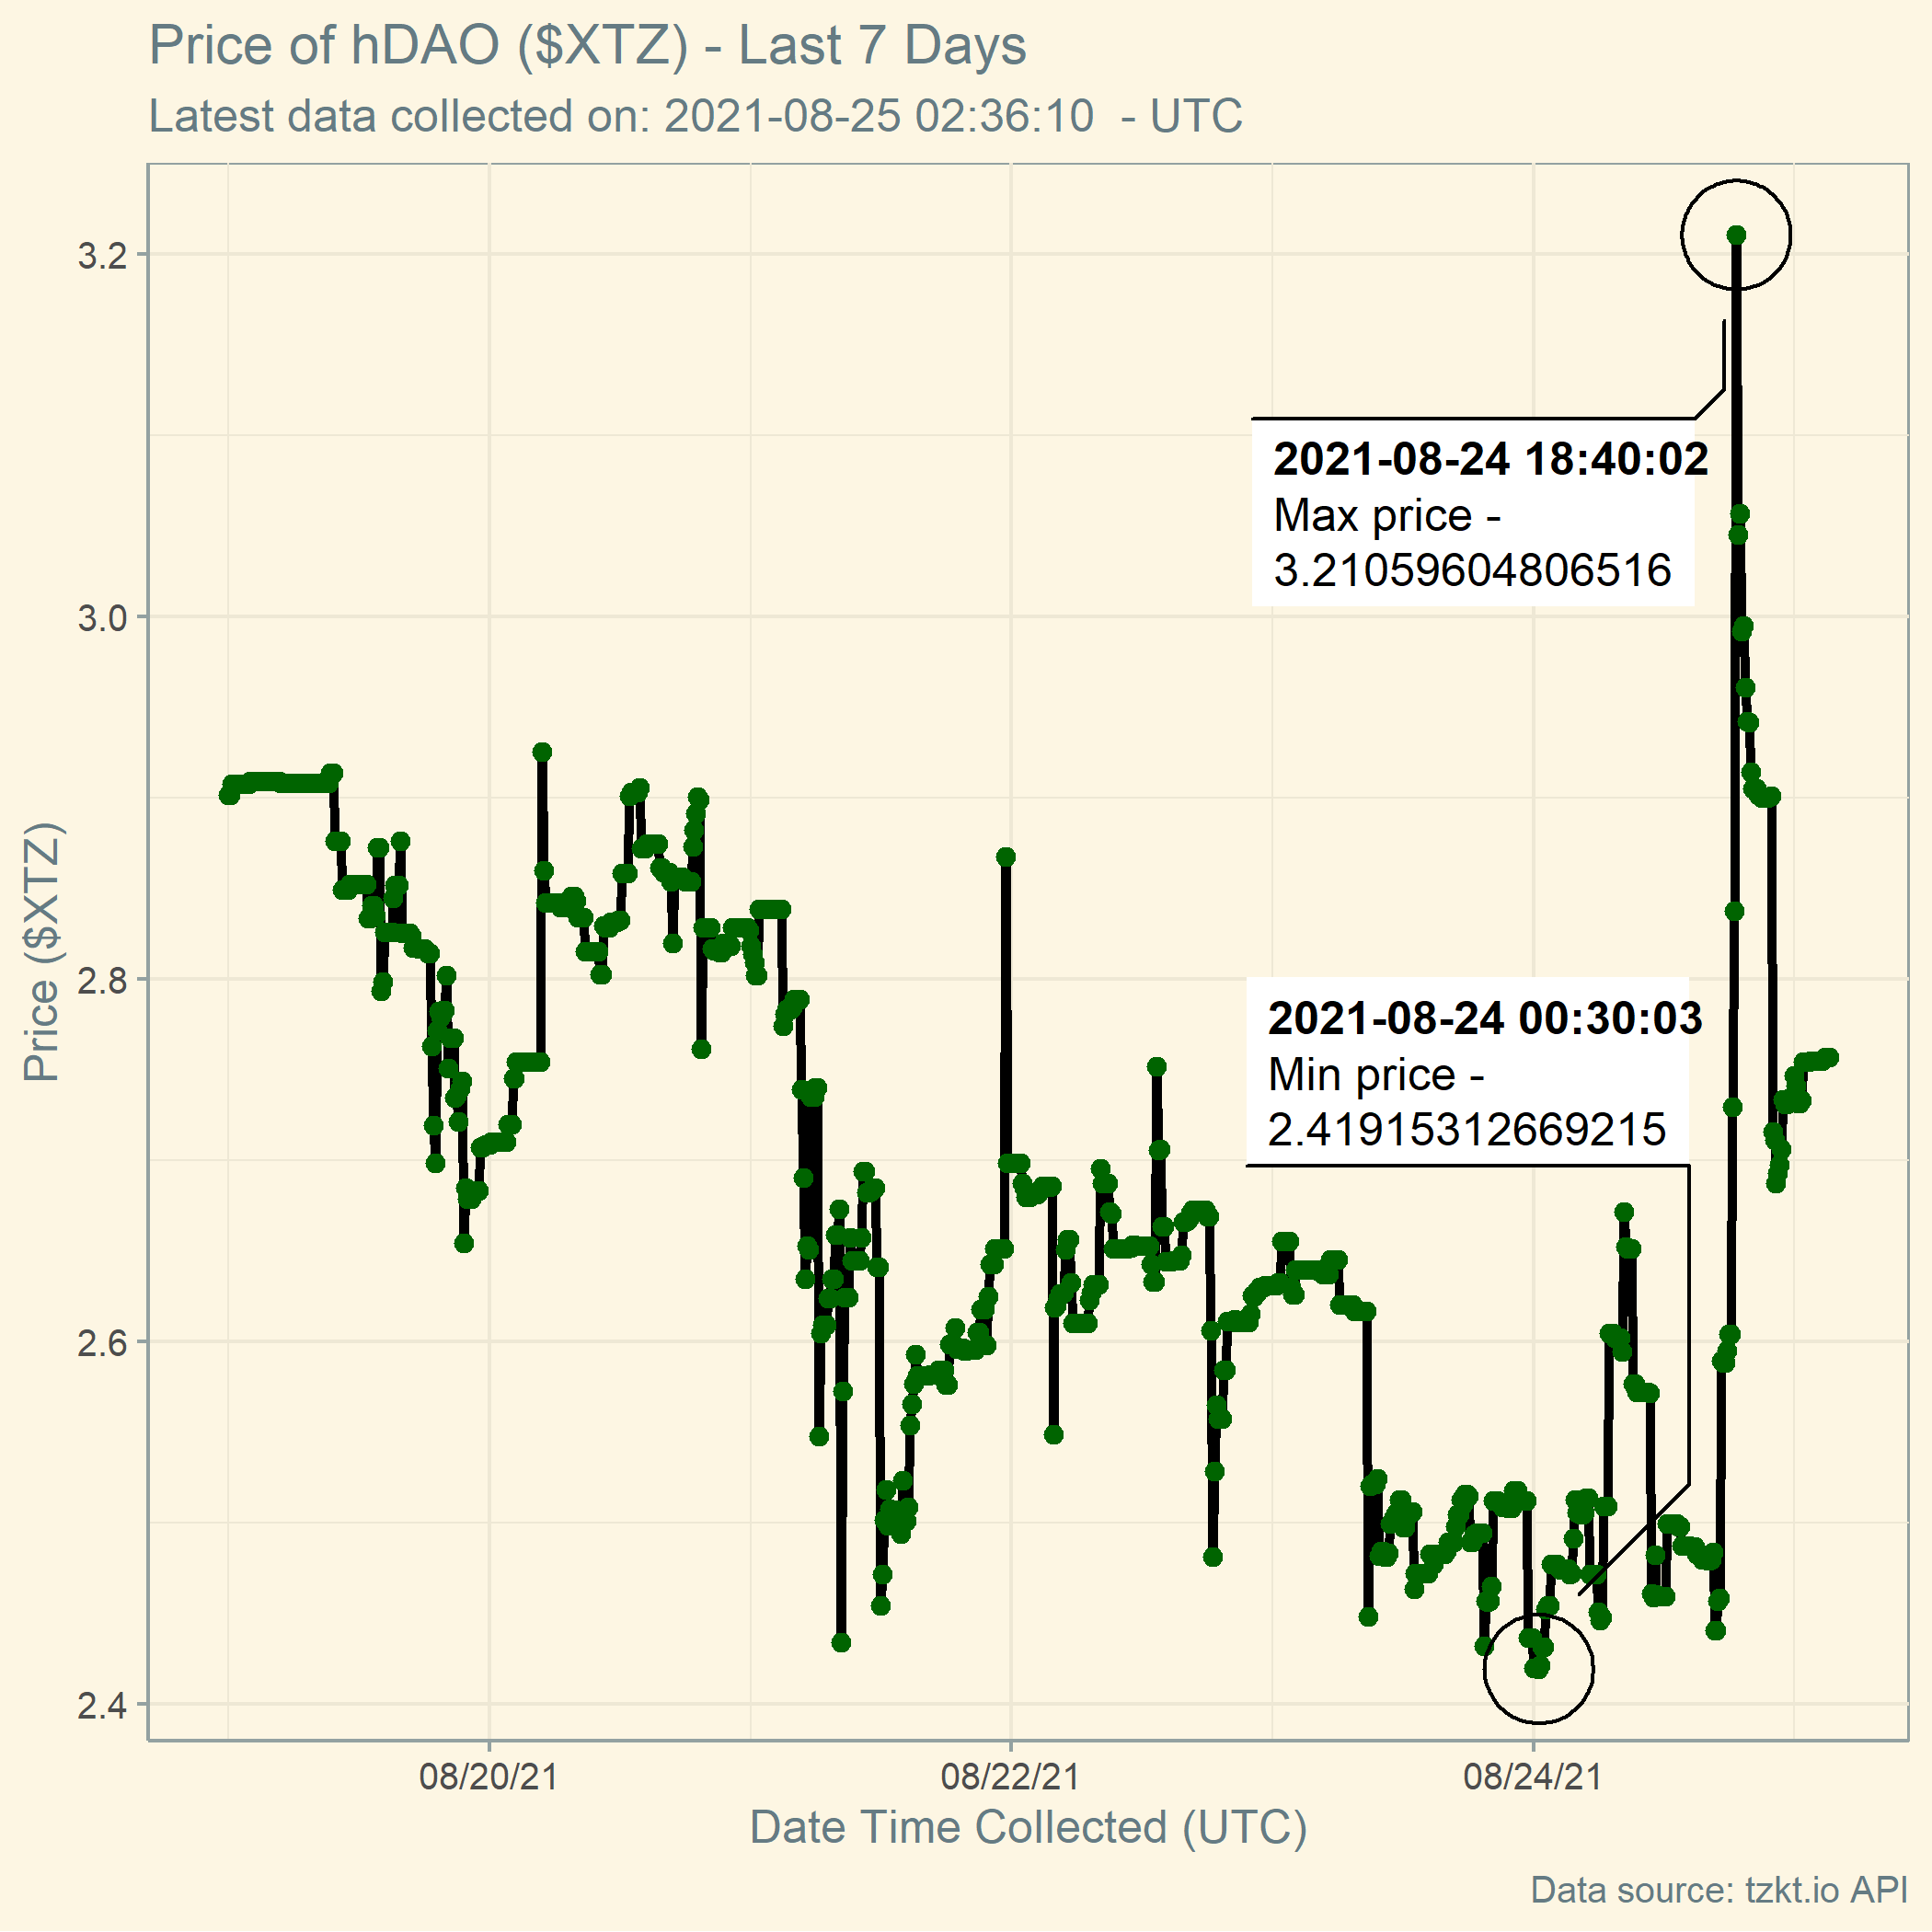 Price of hDAO ($XTZ) - Last 7 Days
Latest data collected on: 2021-08-25 02:36:10  - UTC
3.2
3.0
2.8
2.6
2.4
Price ($XTZ)
2021-08-24 18:40:02
Max price -
3.21059604806516
2021-08-24 00:30:03
Min price -
2.41915312669215
08/20/21
08/22/21
08/24/21
Date Time Collected (UTC)
Data source: tzkt.io API